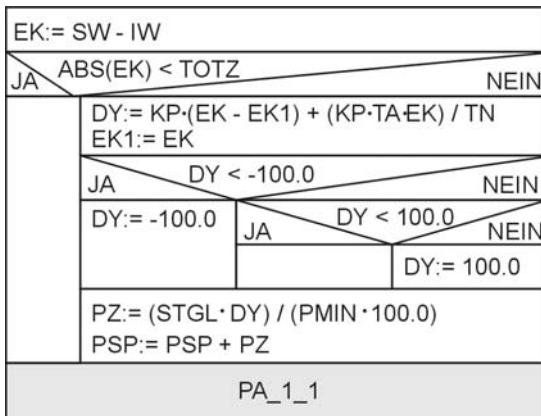 EK:= SW - IW
ABS(EK) < TOTZ
JA NEIN
DY:= KP·(EK - EK1) + (KP·TA·EK) / TN
EK1:= EK
DY < -100.0
JA NEIN
DY:= -100.0
DY < 100.0
JA NEIN
DY:= 100.0
PZ:= (STGL·DY) / (PMIN·100.0)
PSP:= PSP + PZ
PA_1_1